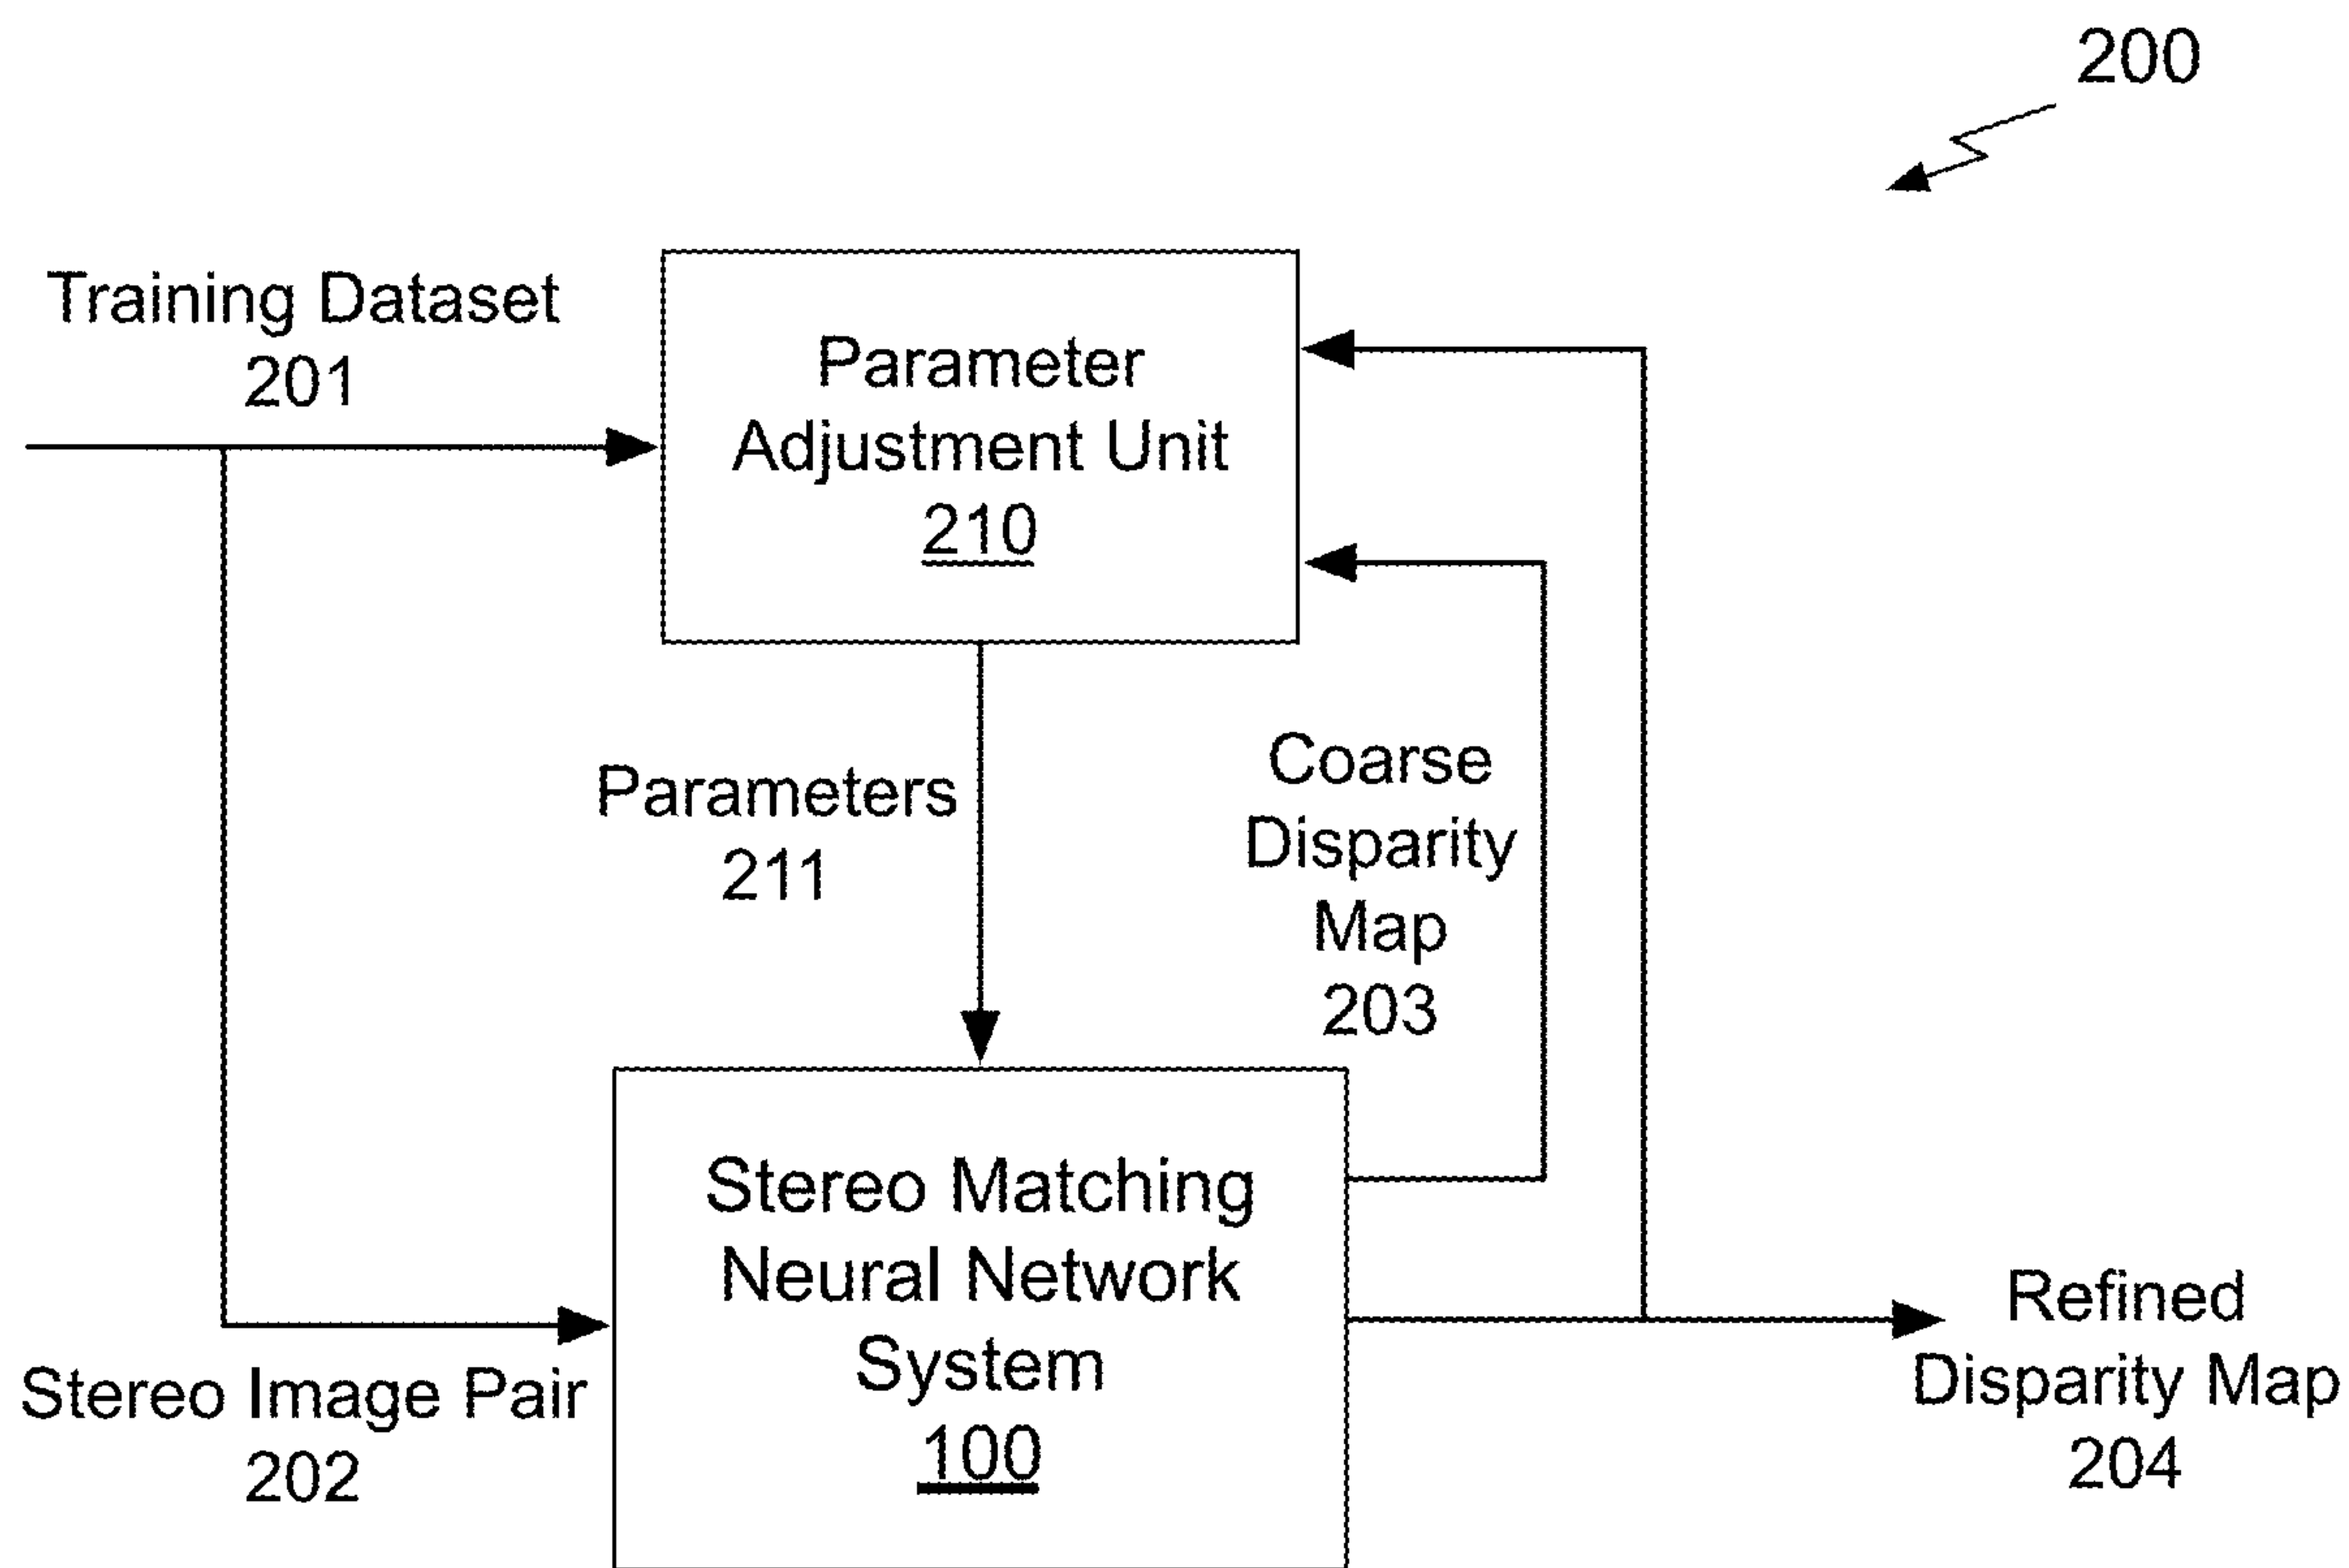 200
Training Dataset
201
Parameter
Adjustment Unit
210
Parameters
211
Coarse
Disparity
Map
203
Stereo Matching
Neural Network
System
100
Stereo Image Pair
202
Refined
Disparity Map
204